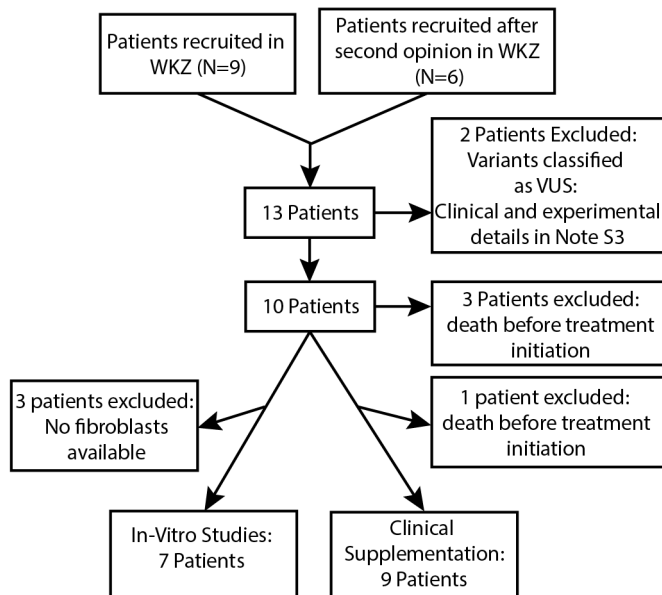 Patients recruited in
WKZ (N=9)
Patients recruited after
second opinion in WKZ
(N=6)
2 Patients Excluded:
Variants classified
as VUS:
Clinical and experimental
details in Note S3
13 Patients
10 Patients
3 Patients excluded:
death before treatment
initiation
3 patients excluded:
No fibroblasts
available
1 patient excluded:
death before treatment
initiation
In-Vitro Studies:
7 Patients
Clinical
Supplementation:
9 Patients